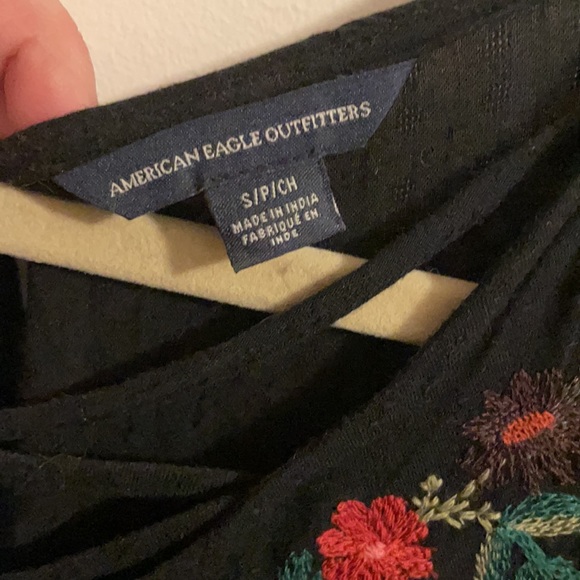 AMERICAN EAGLE OUTFITTERS
S/P/CH
MADE IN INDIA
FABRIQUÉ EN
INDE